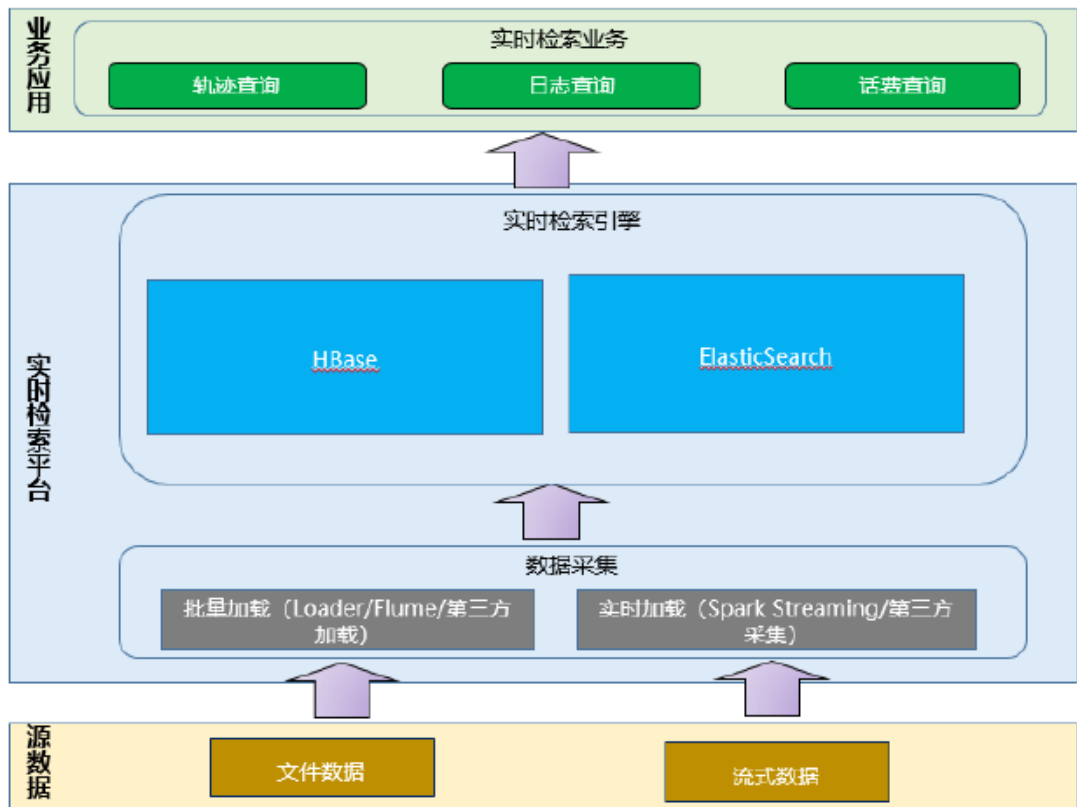 业务应用
实时检索业务
轨迹查询
日志查询
话费查询
实时检索平台
实时检索引擎
HBase
ElasticSearch
数据采集
批量加载（Loader/Flume/第三方
加载）
实时加载（Spark Streaming/第三方
采集）
源数据
文件数据
流式数据